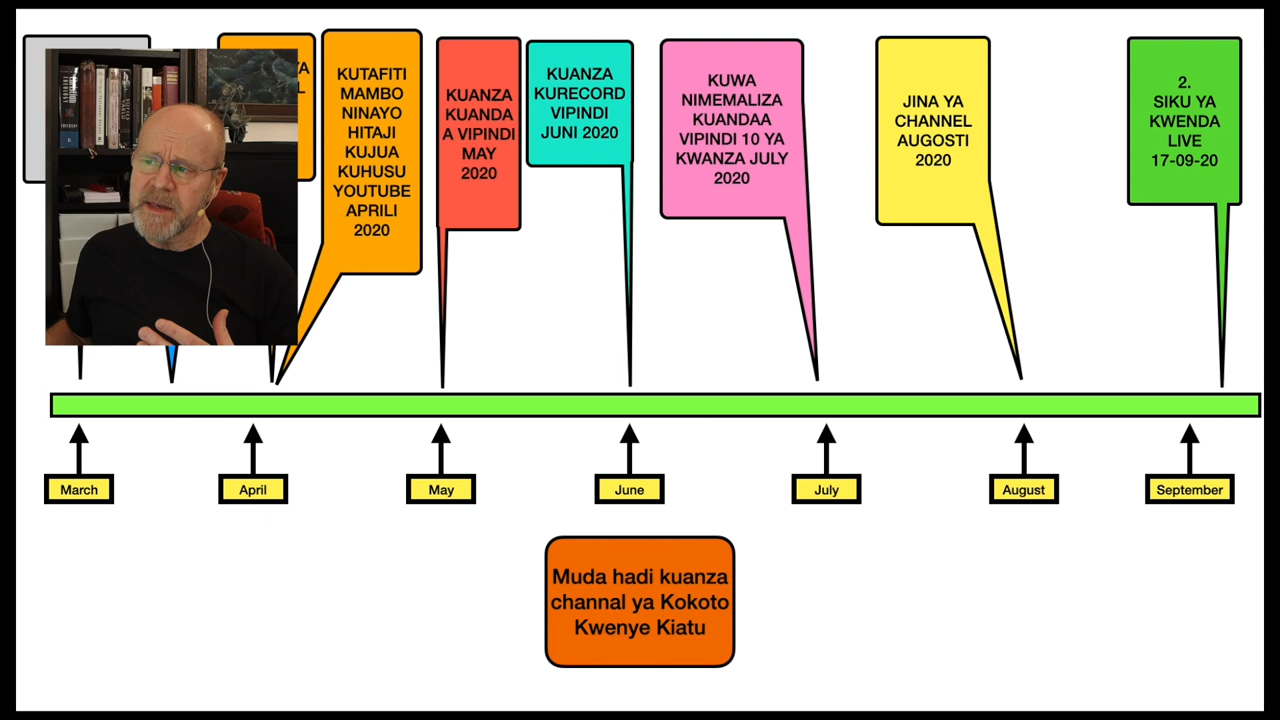 KUTAFITI
MAMBO
NINAYO
HITAJI
KUJUA
KUHUSU
YOUTUBE
APRILI
2020
KUANZA
KUANDA
A VIPINDI
MAY
2020
KUANZA
KURECORD
VIPINDI
JUNI 2020
KUWA
NIMEMALIZA
KUANDAA
VIPINDI 10 YA
KWANZA JULY
2020
JINA YA
CHANNEL
AUGOSTI
2020
2.
SIKU YA
KWENDA
LIVE
17-09-20
March
April
May
June
July
August
September
Muda hadi kuanza
channal ya Kokoto
Kwenye Kiatu